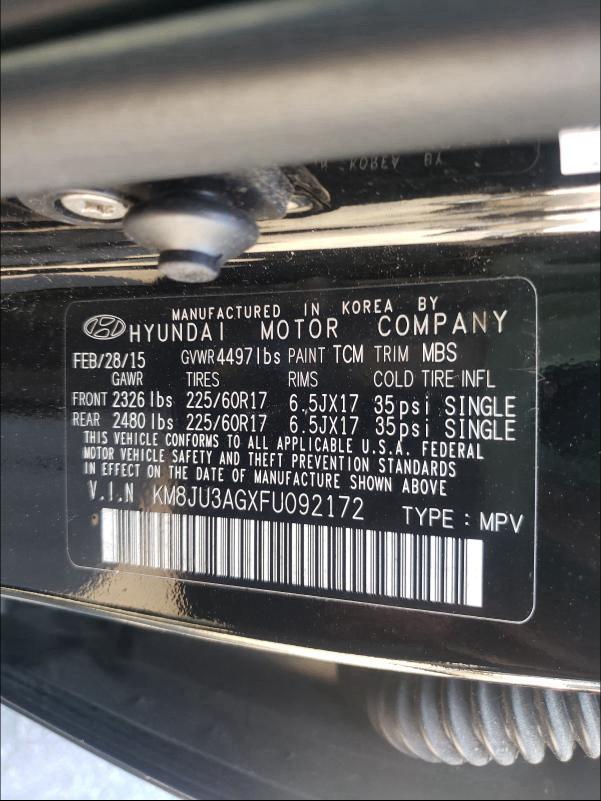 KOREA BY
MANUFACTURED IN KOREA BY
HYUNDAI MOTOR COMPANY
FEB/28/15 GVWR 4497 lbs PAINT TCM TRIM MBS
GAWR TIRES RIMS COLD TIRE INFL
FRONT 2326 lbs 225/60R17 6.5JX17 35psi SINGLE
REAR 2480 lbs 225/60R17 6.5JX17 35psi SINGLE
THIS VEHICLE CONFORMS TO ALL APPLICABLE U.S.A. FEDERAL
MOTOR VEHICLE SAFETY AND THEFT PREVENTION STANDARDS
IN EFFECT ON THE DATE OF MANUFACTURE SHOWN ABOVE
V.I.N KM8JU3AGXFU092172 TYPE : MPV